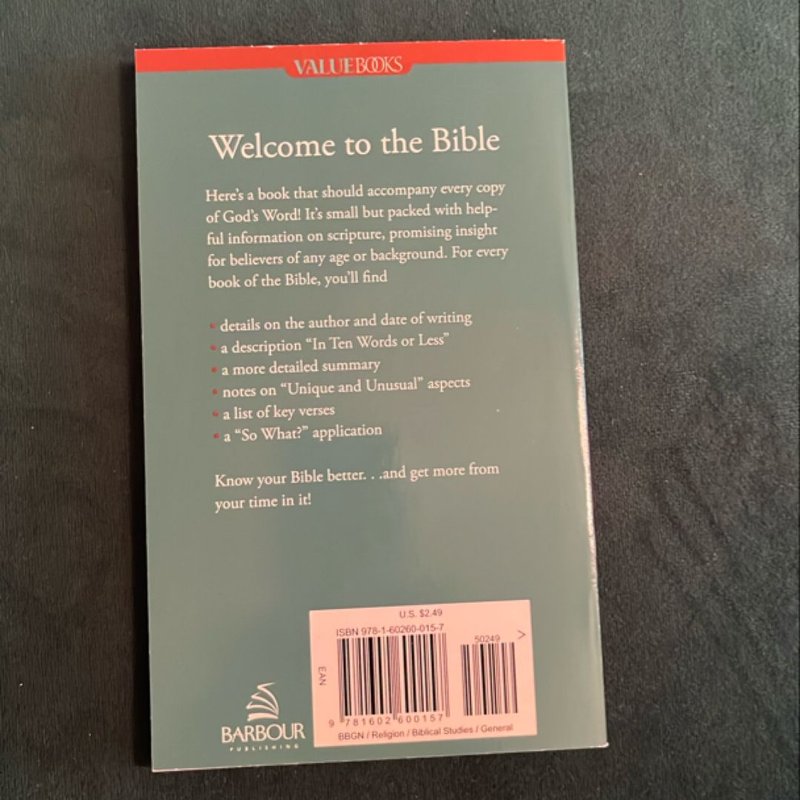 VALUEBOOKS
Welcome to the Bible
Here's a book that should accompany every copy
of God's Word! It's small but packed with help-
ful information on scripture, promising insight
for believers of any age or background. For every
book of the Bible, you'll find
• details on the author and date of writing
• a description "In Ten Words or Less"
• a more detailed summary
• notes on "Unique and Unusual" aspects
• a list of key verses
• a "So What?" application
Know your Bible better. . .and get more from
your time in it!
U.S. $2.49
ISBN 978-1-60260-015-7
50249 >
EAN
9 781602 600157
BBGN / Religion / Biblical Studies / General
BARBOUR
PUBLISHING